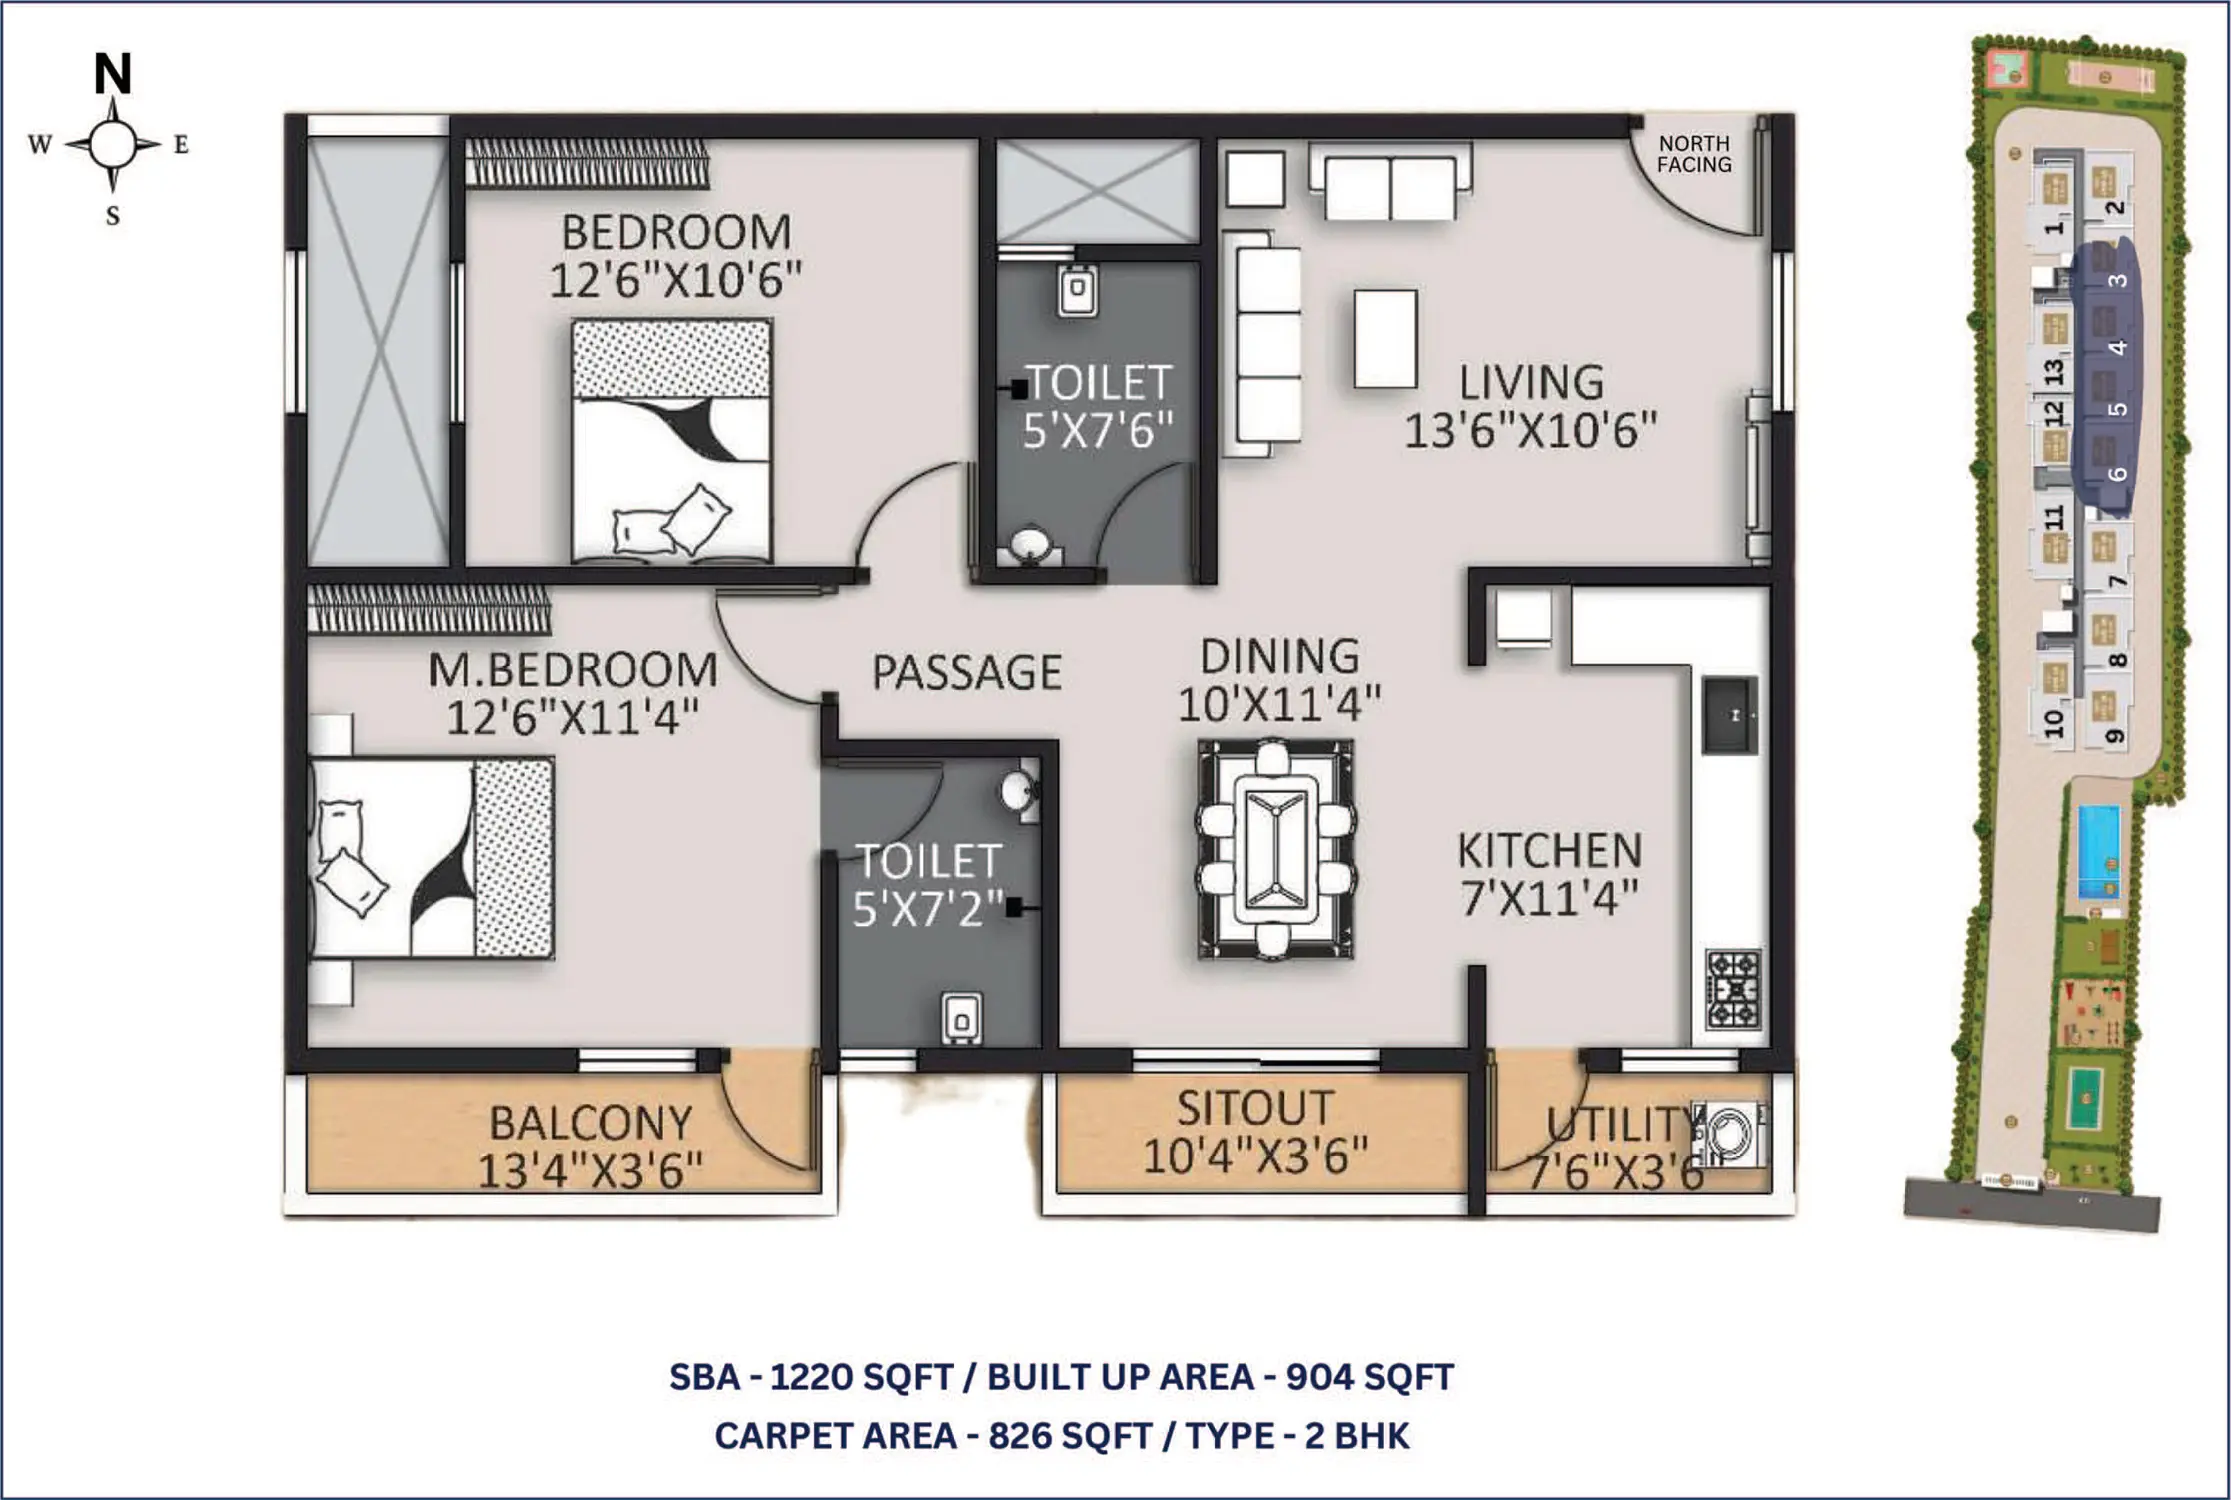 N
W
E
S
NORTH
FACING
BEDROOM
12'6"X10'6"
TOILET
5'X7'6"
LIVING
13'6"X10'6"
M.BEDROOM
12'6"X11'4"
PASSAGE
DINING
10'X11'4"
TOILET
5'X7'2"
KITCHEN
7'X11'4"
BALCONY
13'4"X3'6"
SITOUT
10'4"X3'6"
UTILITY
7'6"X3'6"
1
2
3
4
5
6
7
8
9
10
11
12
13
SBA - 1220 SQFT / BUILT UP AREA - 904 SQFT
CARPET AREA - 826 SQFT / TYPE - 2 BHK